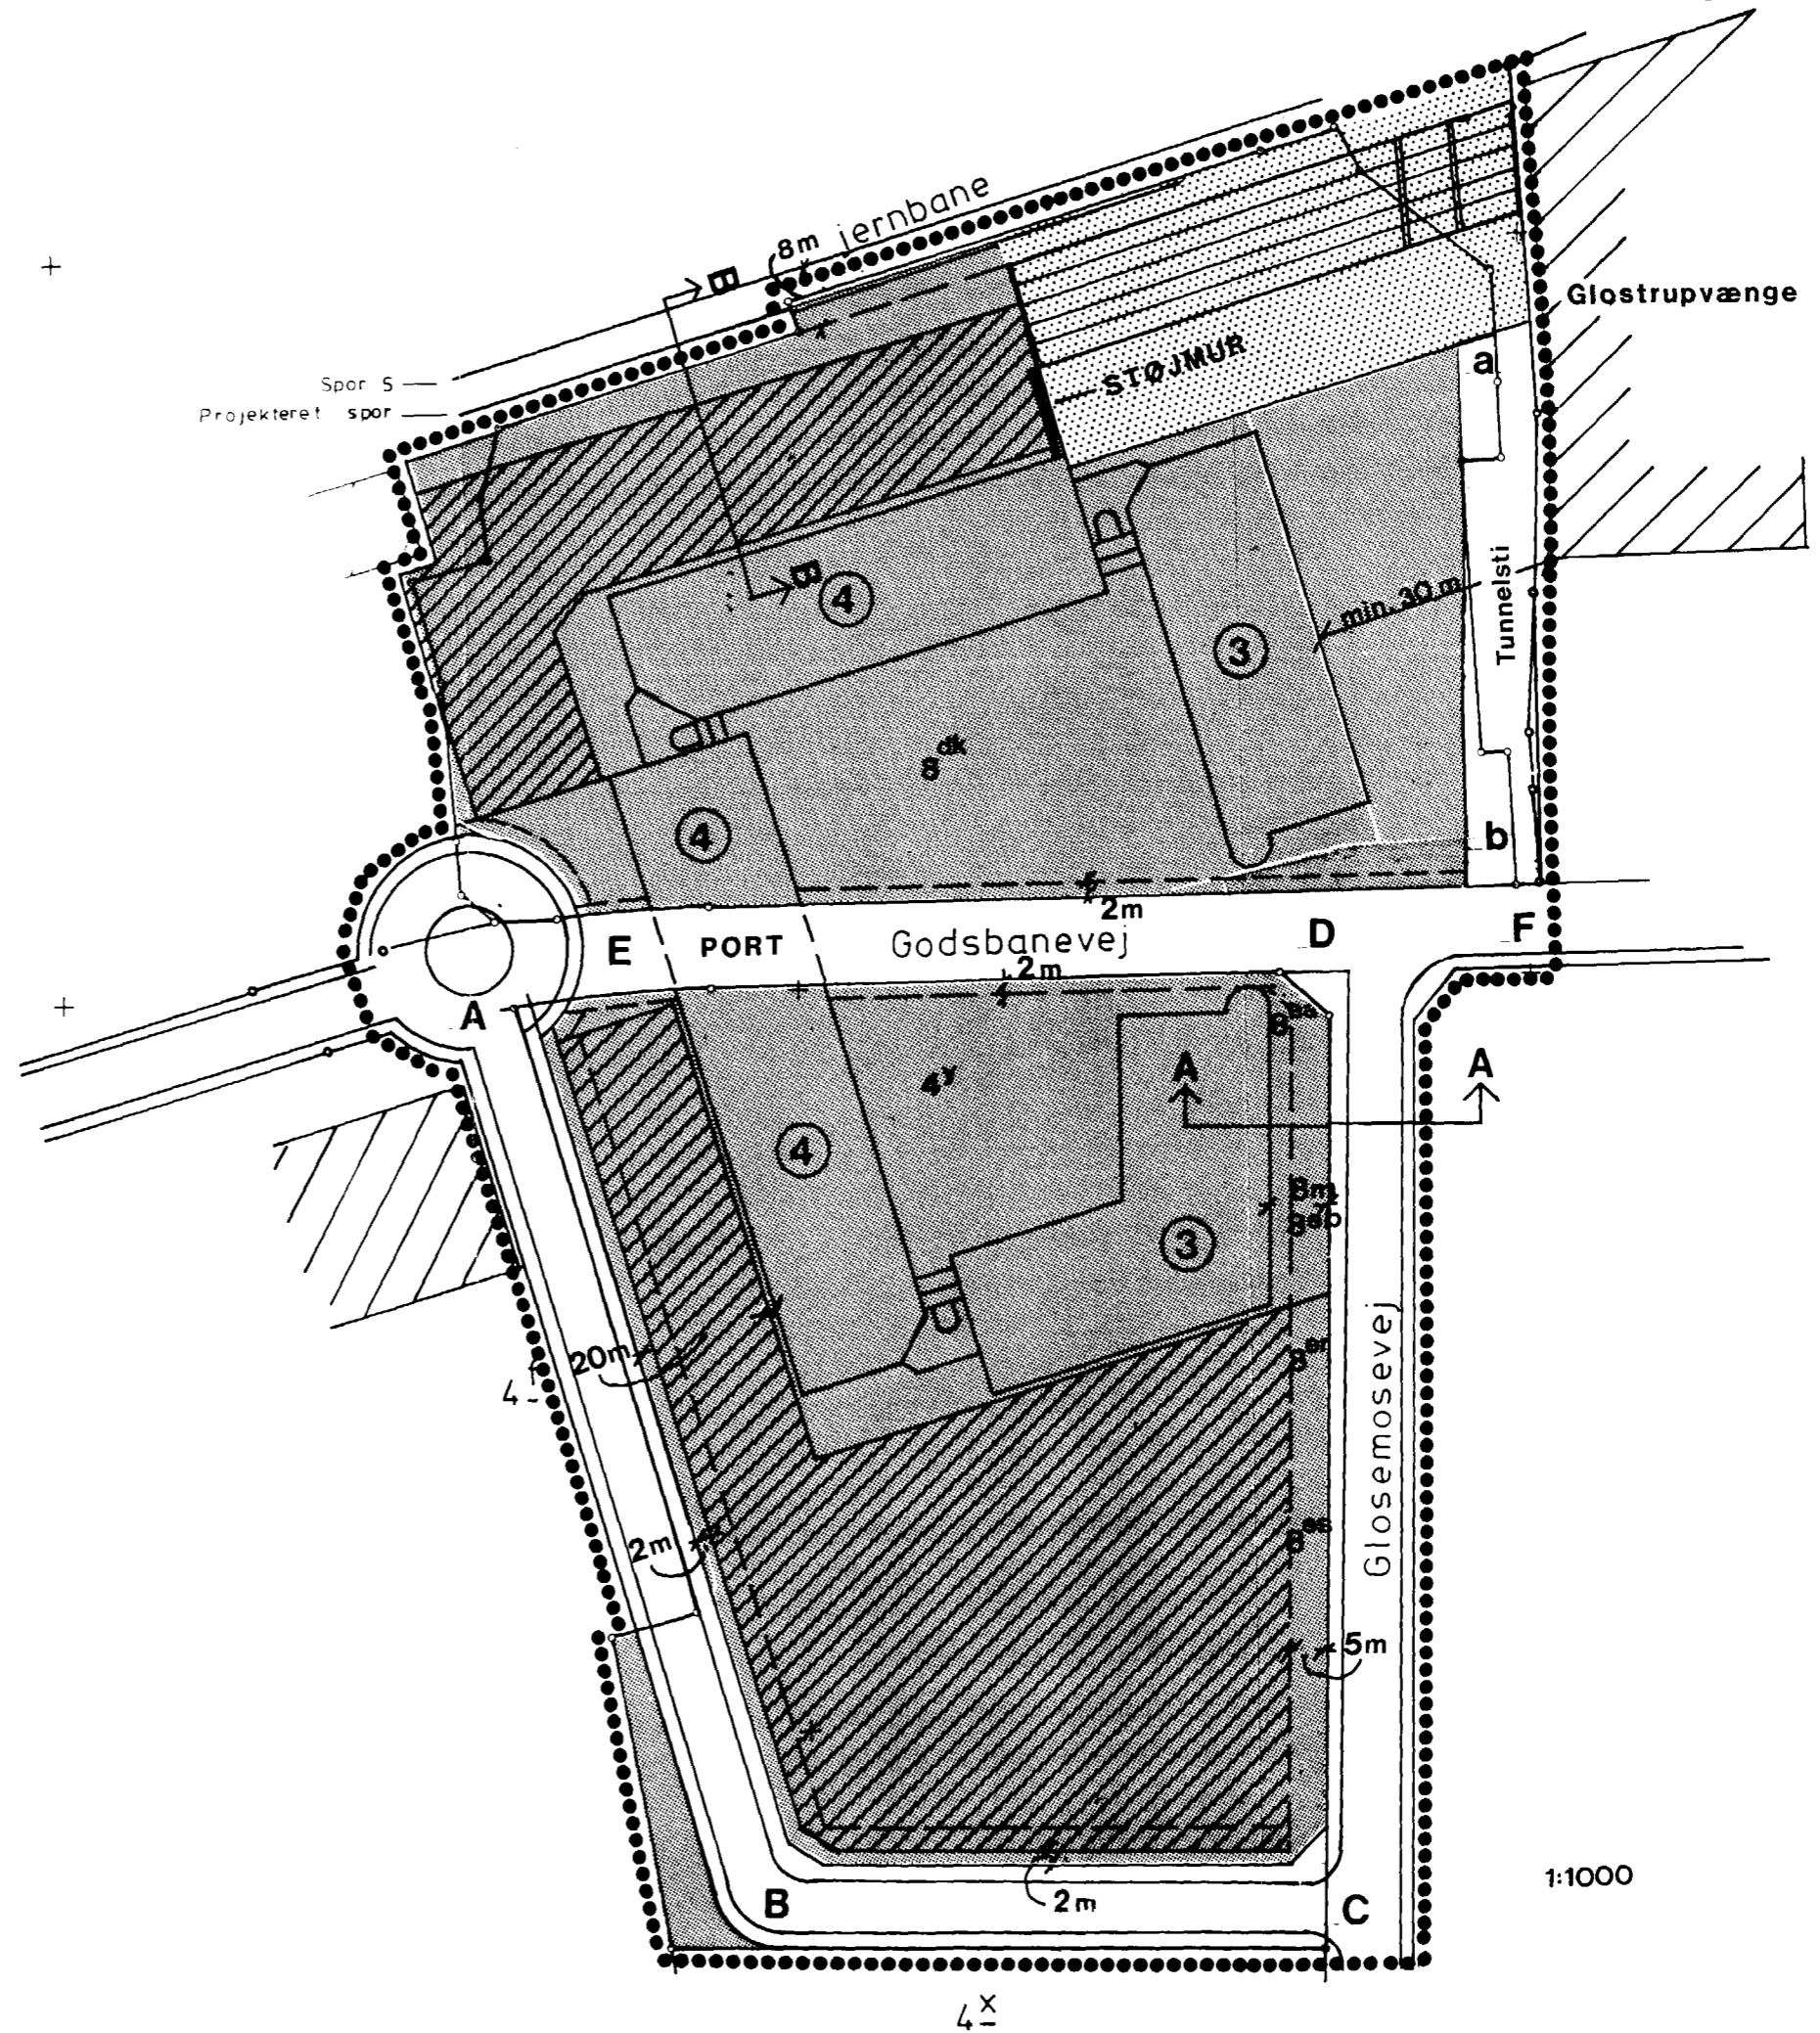 jernbane
8m
B
Glostrupvænge
STØJMUR
a
Spor S
Projekteret spor
B
4
min. 30 m
Tunnelsti
3
8dk
4
b
2m
E
PORT
Godsbanevej
D
F
2m
A
A
A
4y
4
8m
3
20m
4
Glosemosevej
2m
5m
1:1000
B
2m
C
4x